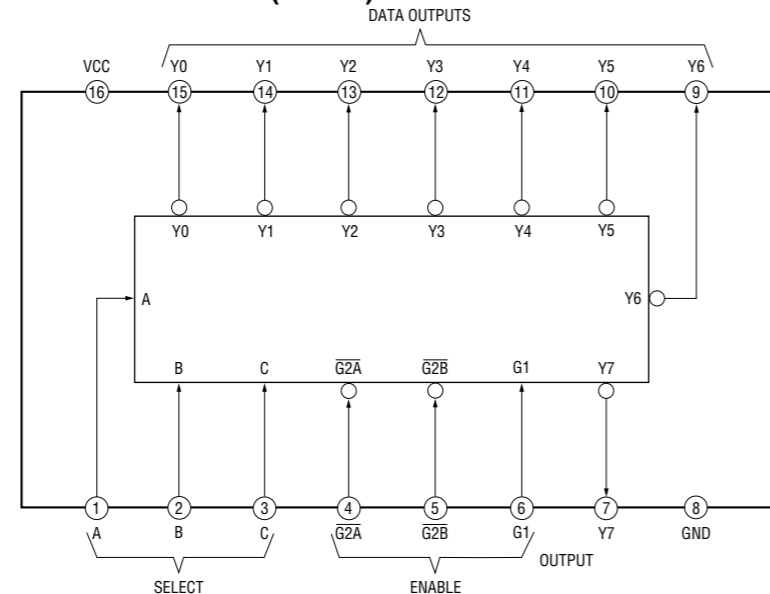 DATA OUTPUTS
VCC Y0 Y1 Y2 Y3 Y4 Y5 Y6
16 15 14 13 12 11 10 9
Y0 Y1 Y2 Y3 Y4 Y5
A Y6
B C G2A G2B G1 Y7
1 2 3 4 5 6 7 8
A B C G2A G2B G1 Y7 GND
OUTPUT
SELECT ENABLE